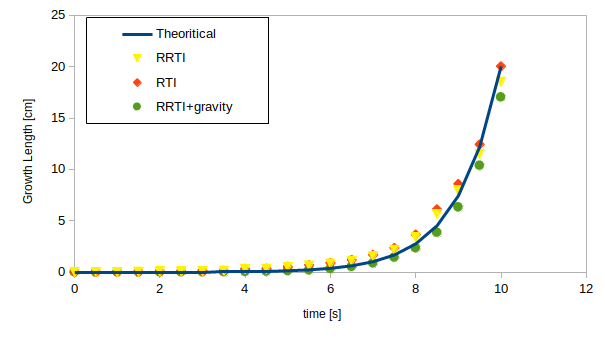 25
20
15
10
5
0
Growth Length [cm]
Theoritical
RRTI
RTI
RRTI+gravity
0 2 4 6 8 10 12
time [s]